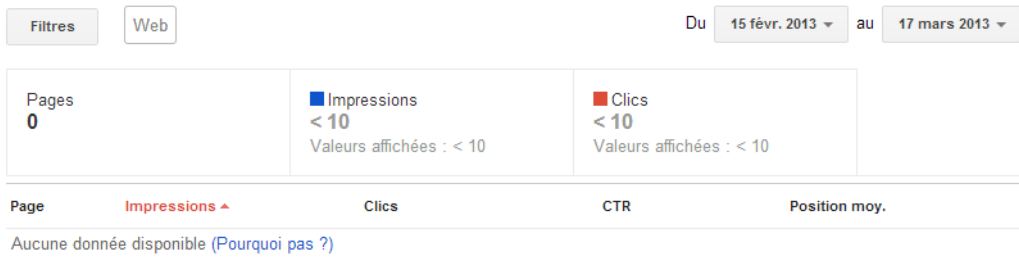 Filtres Web Du 15 févr. 2013 au 17 mars 2013
Pages Impressions Clics
0 < 10 < 10
Valeurs affichées : < 10 Valeurs affichées : < 10
Page Impressions Clics CTR Position moy.
Aucune donnée disponible (Pourquoi pas ?)